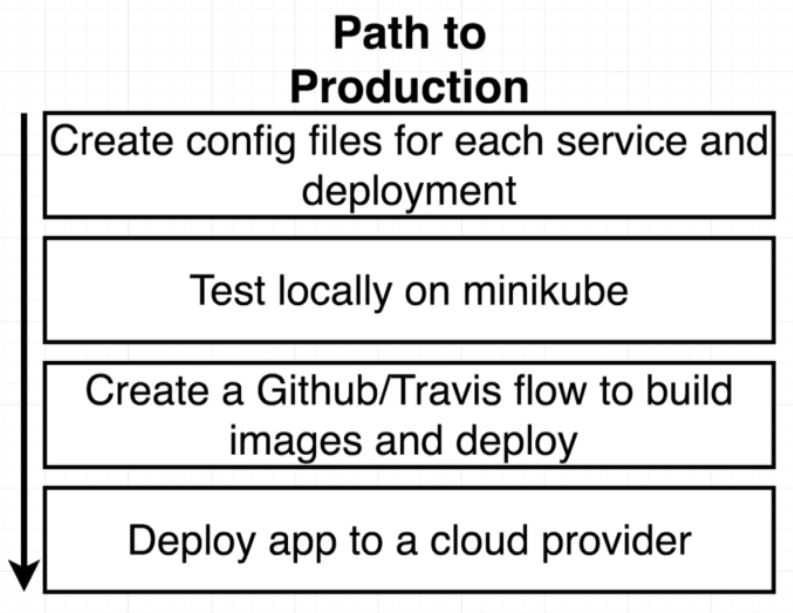 Path to
Production
Create config files for each service and
deployment
Test locally on minikube
Create a Github/Travis flow to build
images and deploy
Deploy app to a cloud provider